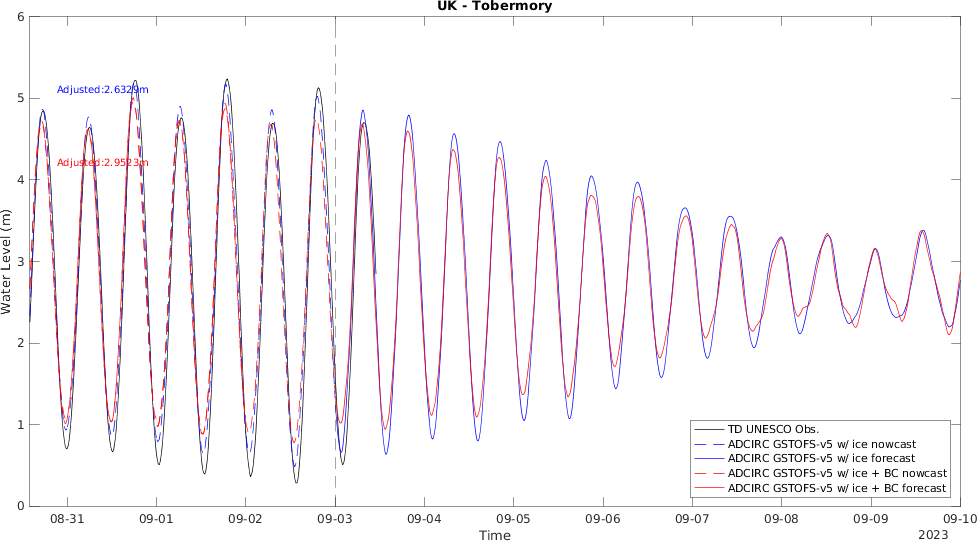 UK - Tobermory
6
5
4
3
2
1
0
Water Level (m)
Adjusted:2.6329m
Adjusted:2.9523m
TD UNESCO Obs.
ADCIRC GSTOFS-v5 w/ ice nowcast
ADCIRC GSTOFS-v5 w/ ice forecast
ADCIRC GSTOFS-v5 w/ ice + BC nowcast
ADCIRC GSTOFS-v5 w/ ice + BC forecast
08-31 09-01 09-02 09-03 09-04 09-05 09-06 09-07 09-08 09-09 09-10
Time
2023